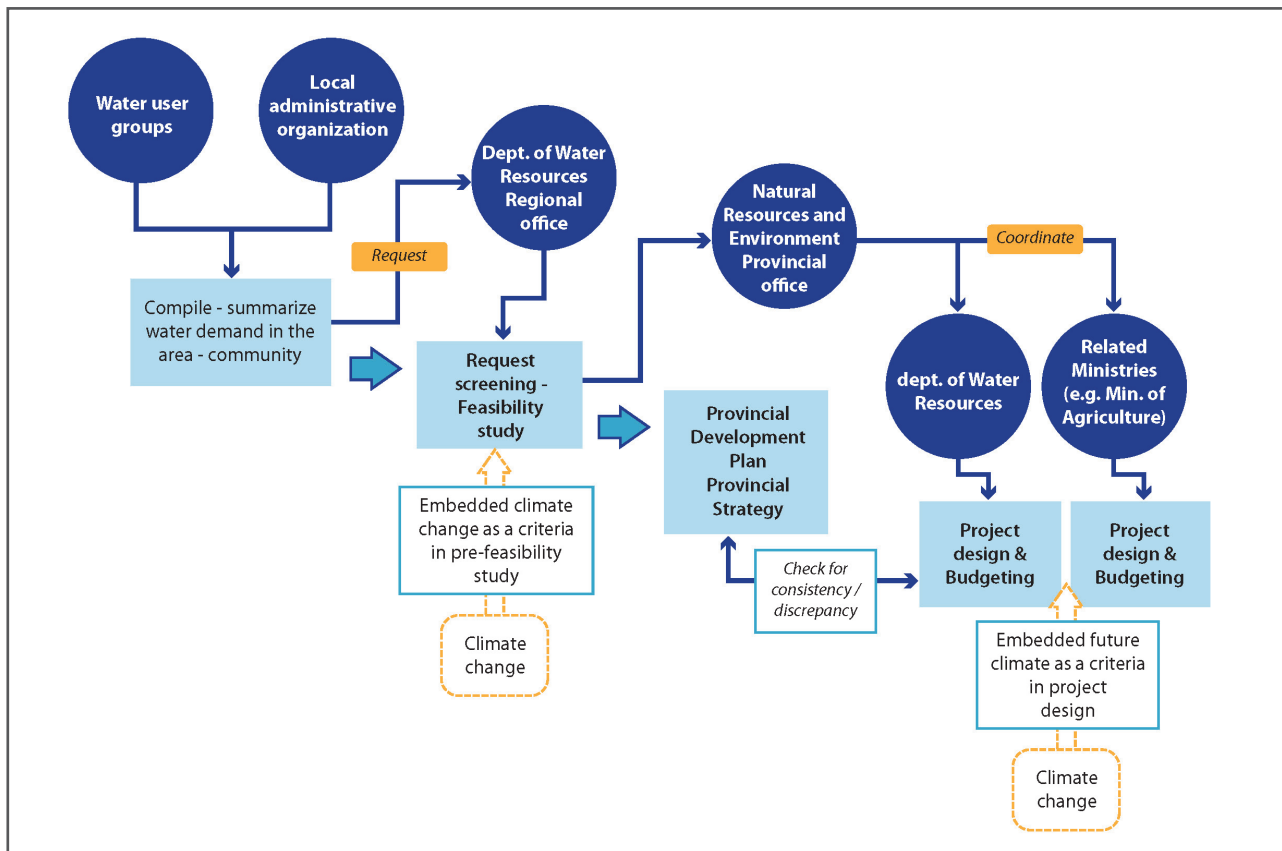 Water user
groups
Local
administrative
organization
Dept. of Water
Resources
Regional
office
Natural
Resources and
Environment
Provincial
office
Request
Coordinate
Compile - summarize
water demand in the
area - community
Request
screening -
Feasibility
study
Provincial
Development
Plan
Provincial
Strategy
dept. of Water
Resources
Related
Ministries
(e.g. Min. of
Agriculture)
Embedded climate
change as a criteria
in pre-feasibility
study
Climate
change
Check for
consistency /
discrepancy
Project
design &
Budgeting
Project
design &
Budgeting
Embedded future
climate as a criteria
in project
design
Climate
change